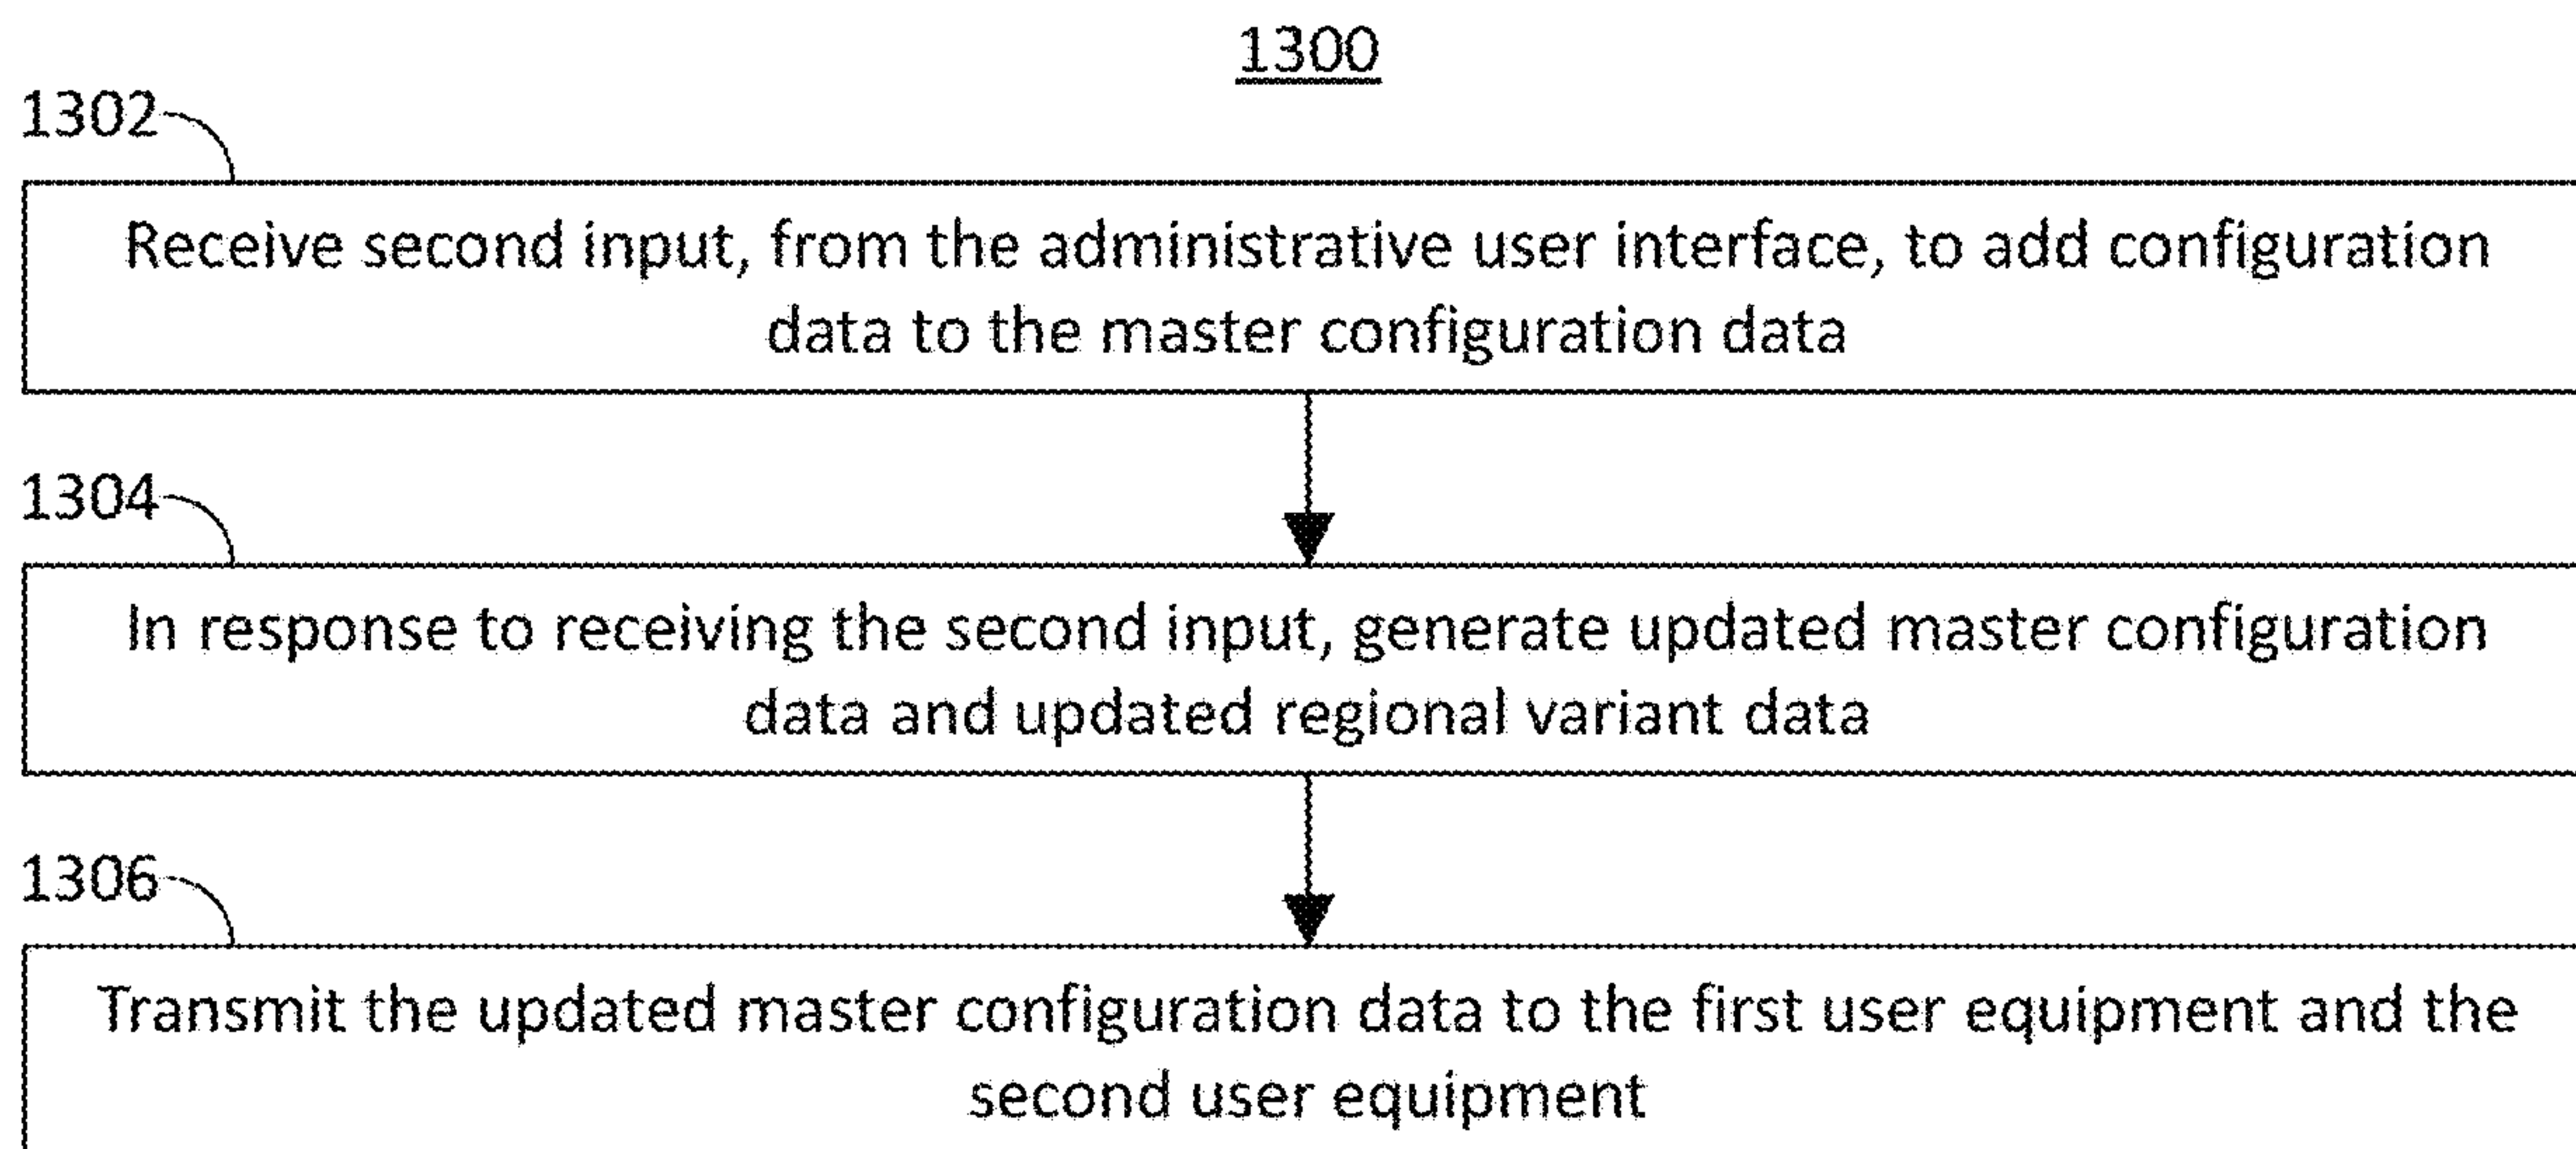 1300
1302
Receive second input, from the administrative user interface, to add configuration
data to the master configuration data
1304
In response to receiving the second input, generate updated master configuration
data and updated regional variant data
1306
Transmit the updated master configuration data to the first user equipment and the
second user equipment